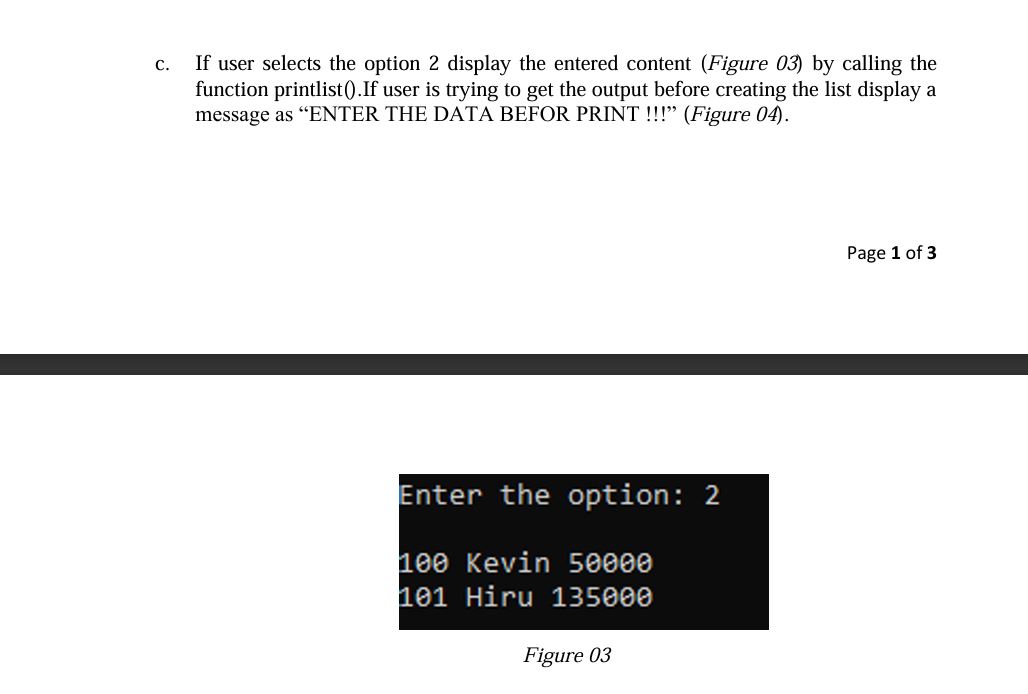 c. If user selects the option 2 display the entered content (Figure 03) by calling the
function printlist().If user is trying to get the output before creating the list display a
message as “ENTER THE DATA BEFOR PRINT !!!” (Figure 04).
Page 1 of 3
Enter the option: 2
100 Kevin 50000
101 Hiru 135000
Figure 03